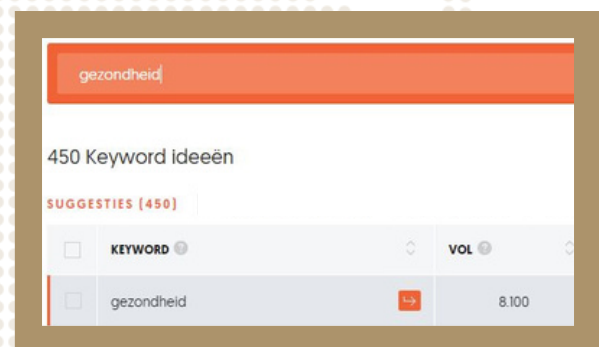 gezondheid
450 Keyword ideeën
SUGGESTIES (450)
KEYWORD VOL
gezondheid 8.100